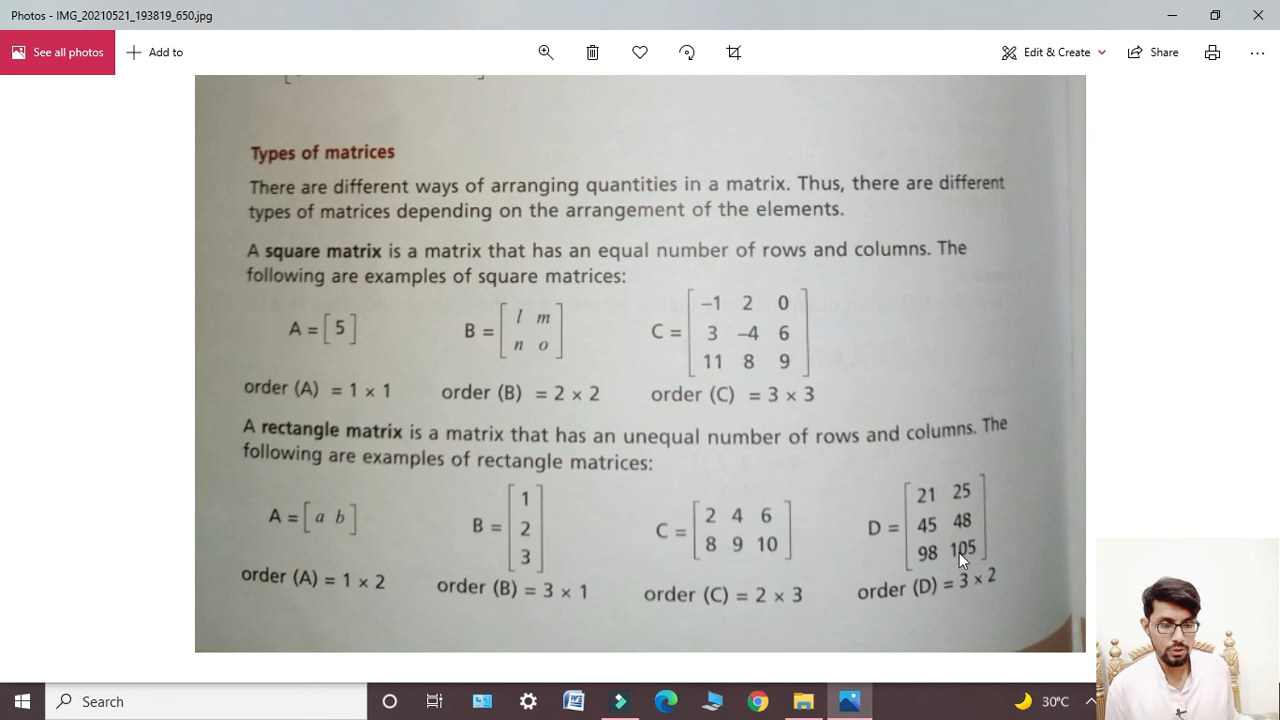 Photos - IMG_20210521_193819_650.jpg
See all photos
Add to
Edit & Create
Share
Types of matrices
There are different ways of arranging quantities in a matrix. Thus, there are different
types of matrices depending on the arrangement of the elements.
A square matrix is a matrix that has an equal number of rows and columns. The
following are examples of square matrices:
A = [ 5 ] B = [ l m C = [ -1 2 0
n o ] 3 -4 6
11 8 9 ]
order (A) = 1 × 1 order (B) = 2 × 2 order (C) = 3 × 3
A rectangle matrix is a matrix that has an unequal number of rows and columns. The
following are examples of rectangle matrices:
A = [ a b ] B = [ 1 C = [ 2 4 6 D = [ 21 25
2 8 9 10 ] 45 48
3 ] 98 105 ]
order (A) = 1 × 2 order (B) = 3 × 1 order (C) = 2 × 3 order (D) = 3 × 2
Search
30°C